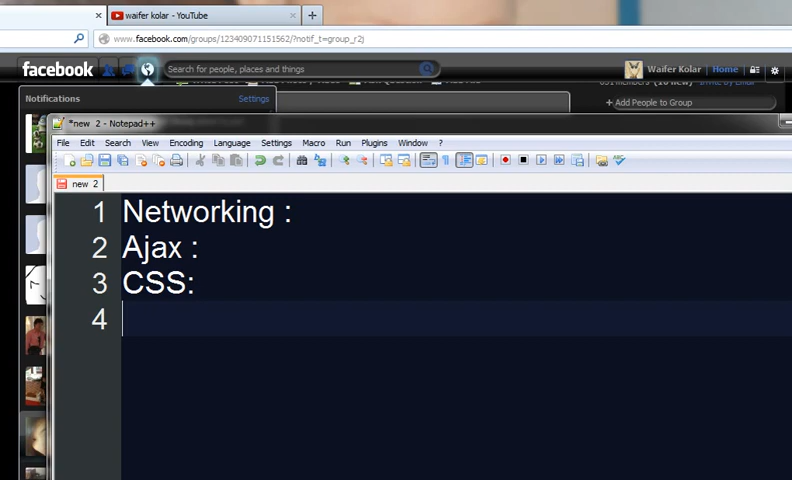 waifer kolar - YouTube
www.facebook.com/groups/123409071151562/?notif_t=group_r2j
facebook
Search for people, places and things
Waifer Kolar
Home
Notifications
Settings
Add People to Group
*new 2 - Notepad++
File Edit Search View Encoding Language Settings Macro Run Plugins Window ?
new 2
1 Networking :
2 Ajax :
3 CSS:
4